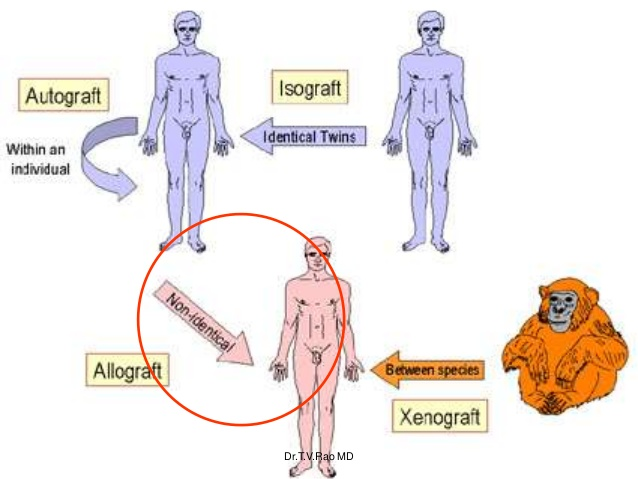 Isograft
Autograft
Identical Twins
Within an
individual
Non-identical
Allograft
Between species
Xenograft
Dr.T.V.Rao MD